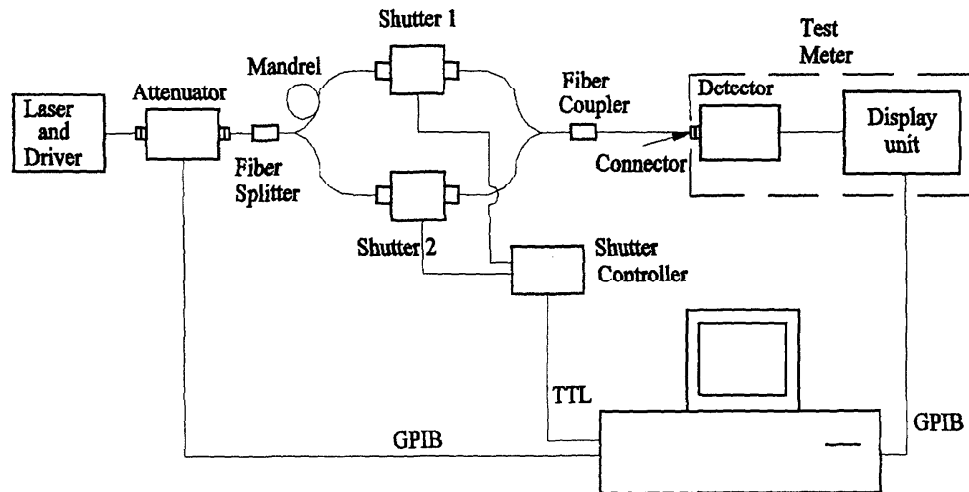 Shutter 1
Test
Meter
Mandrel
Fiber
Coupler
Laser
and
Driver
Attenuator
Detector
Display
unit
Connector
Fiber
Splitter
Shutter 2
Shutter
Controller
TTL
GPIB
GPIB